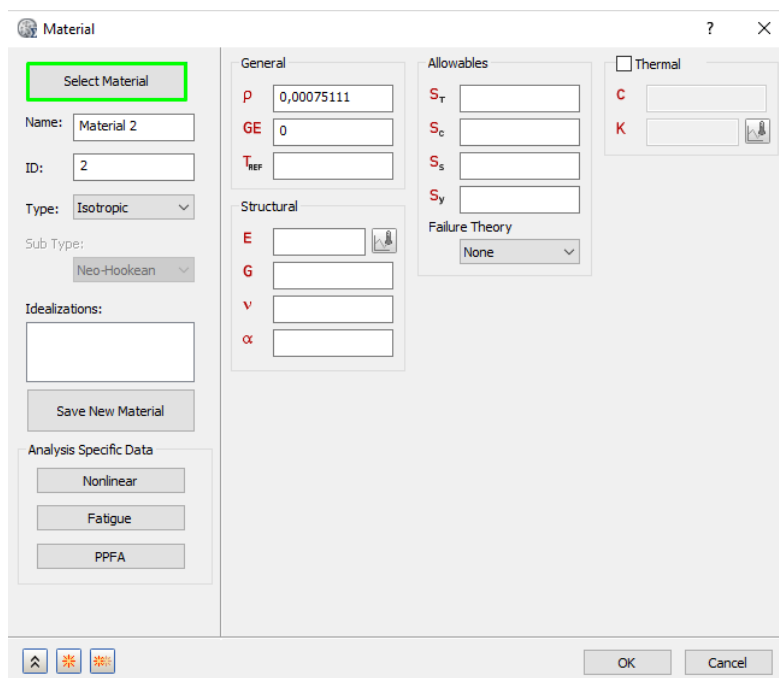 Material
?
Select Material
Name: Material 2
ID: 2
Type: Isotropic
Sub Type:
Neo-Hookean
Idealizations:
Save New Material
Analysis Specific Data
Nonlinear
Fatigue
PPFA
General
ρ 0,00075111
GE 0
TREF
Structural
E
G
ν
α
Allowables
ST
Sc
Ss
Sy
Failure Theory
None
Thermal
C
K
OK Cancel